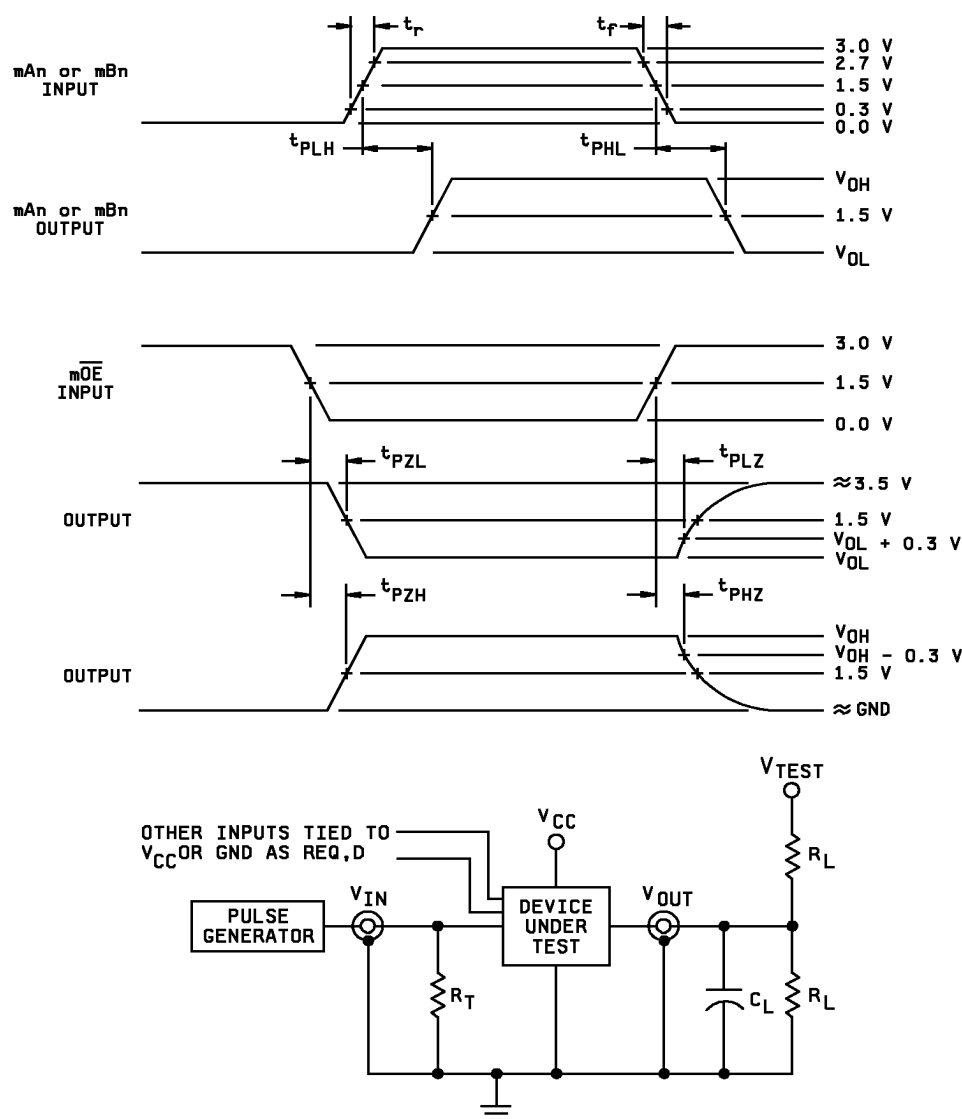 t_r
t_f
mAn or mBn
INPUT
3.0 V
2.7 V
1.5 V
0.3 V
0.0 V
t_PLH
t_PHL
mAn or mBn
OUTPUT
V_OH
1.5 V
V_OL
mO̅E̅
INPUT
3.0 V
1.5 V
0.0 V
t_PZL
t_PLZ
OUTPUT
≈3.5 V
1.5 V
V_OL + 0.3 V
V_OL
t_PZH
t_PHZ
OUTPUT
V_OH
V_OH − 0.3 V
1.5 V
≈ GND
V_TEST
OTHER INPUTS TIED TO
V_CC OR GND AS REQ,D
V_CC
R_L
V_IN
V_OUT
PULSE
GENERATOR
DEVICE
UNDER
TEST
R_T
C_L
R_L